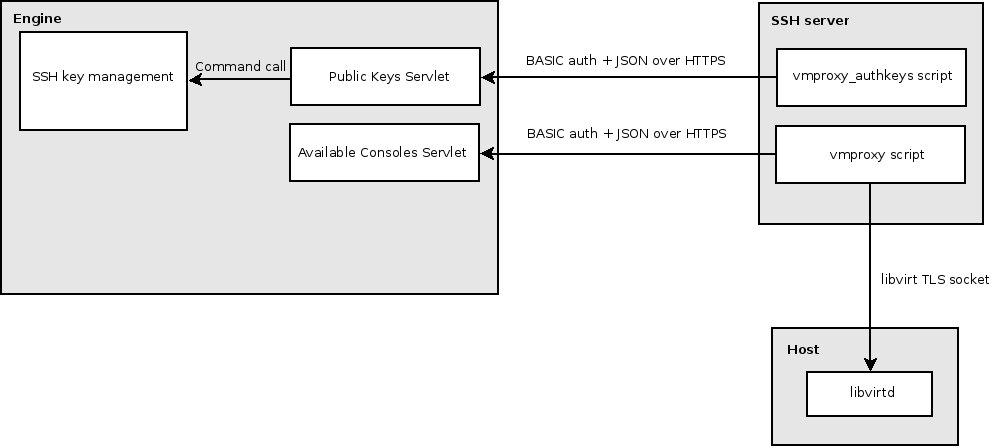 Engine
SSH server
SSH key management
Command call
Public Keys Servlet
BASIC auth + JSON over HTTPS
vmproxy_authkeys script
Available Consoles Servlet
BASIC auth + JSON over HTTPS
vmproxy script
libvirt TLS socket
Host
libvirtd